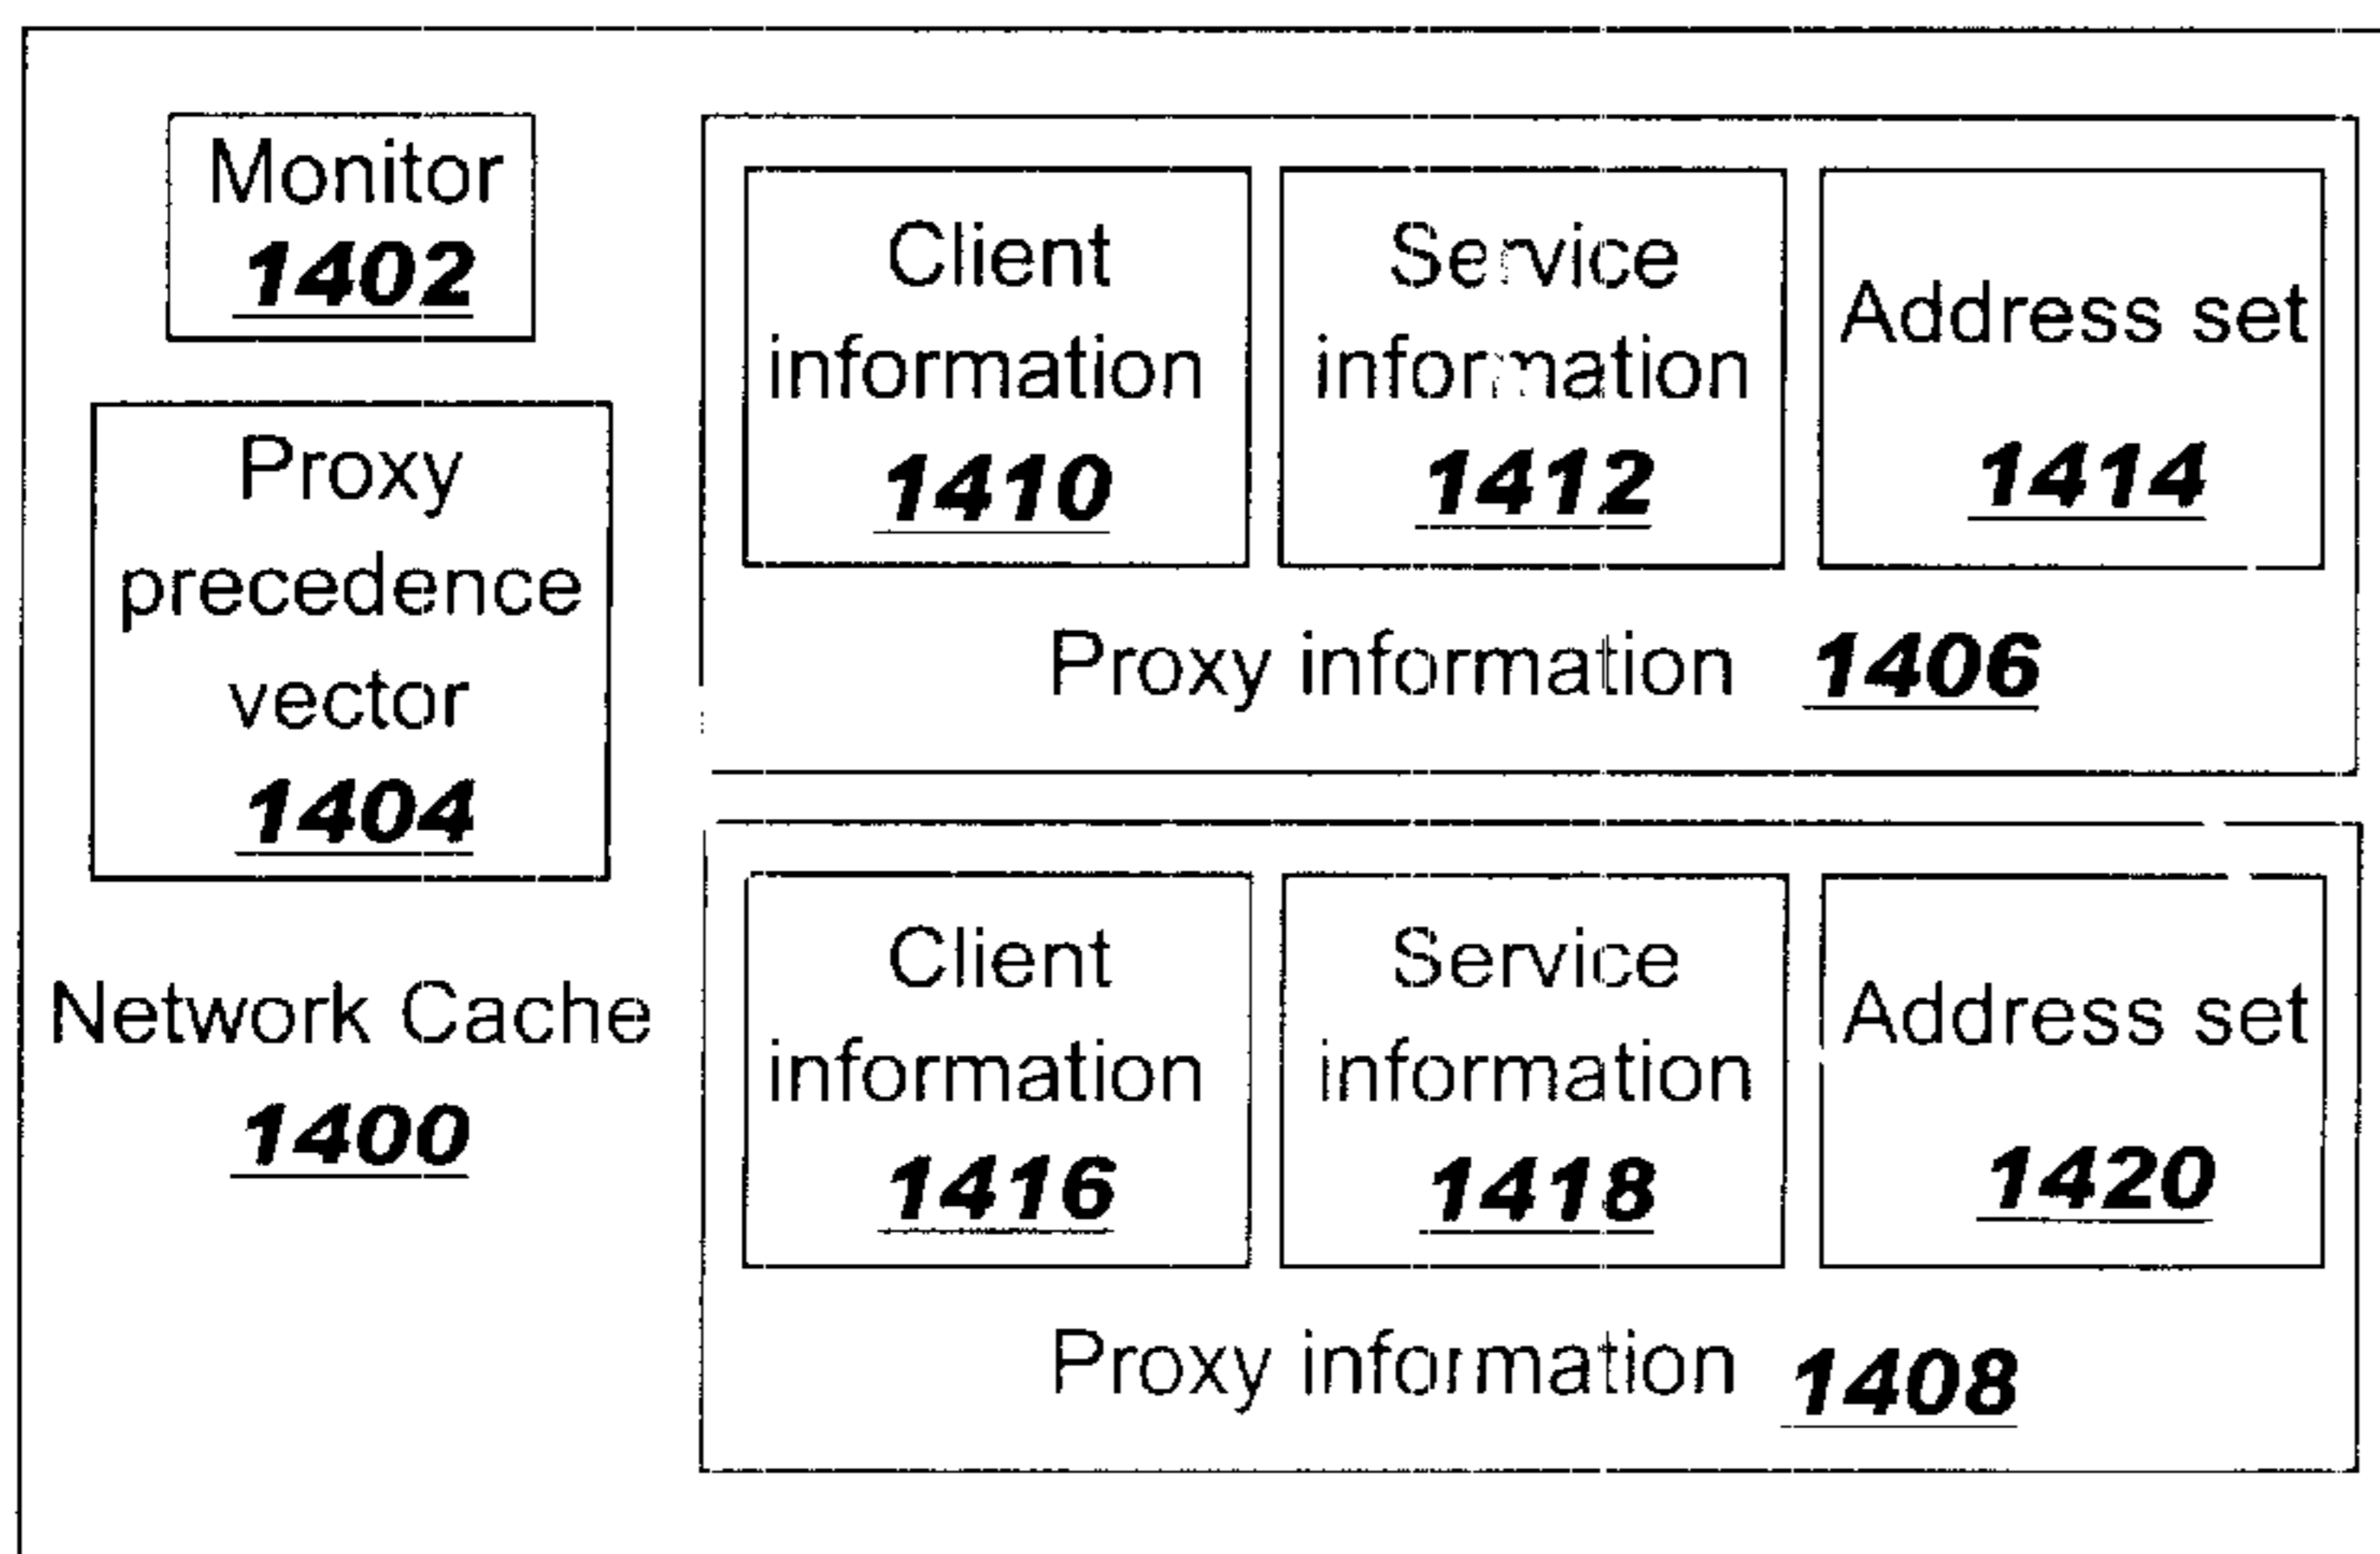 Monitor
1402
Proxy
precedence
vector
1404
Network Cache
1400
Client
information
1410
Service
information
1412
Address set
1414
Proxy information 1406
Client
information
1416
Service
information
1418
Address set
1420
Proxy information 1408